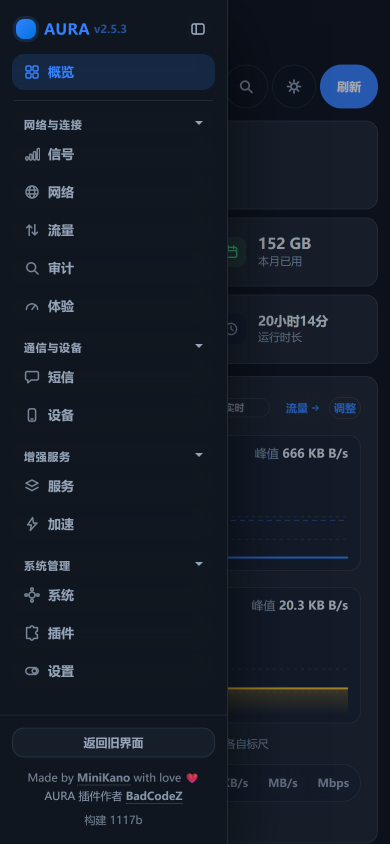 AURA v2.5.3
概览
刷新
网络与连接
信号
网络
流量
152 GB
本月已用
审计
体验
20小时14分
运行时长
通信与设备
短信
设备
实时
流量 →
调整
增强服务
峰值 666 KB B/s
服务
加速
系统管理
系统
峰值 20.3 KB B/s
插件
设置
返回旧界面
各自标尺
KB/s
MB/s
Mbps
Made by MiniKano with love 💗
AURA 插件作者 BadCodeZ
构建 1117b